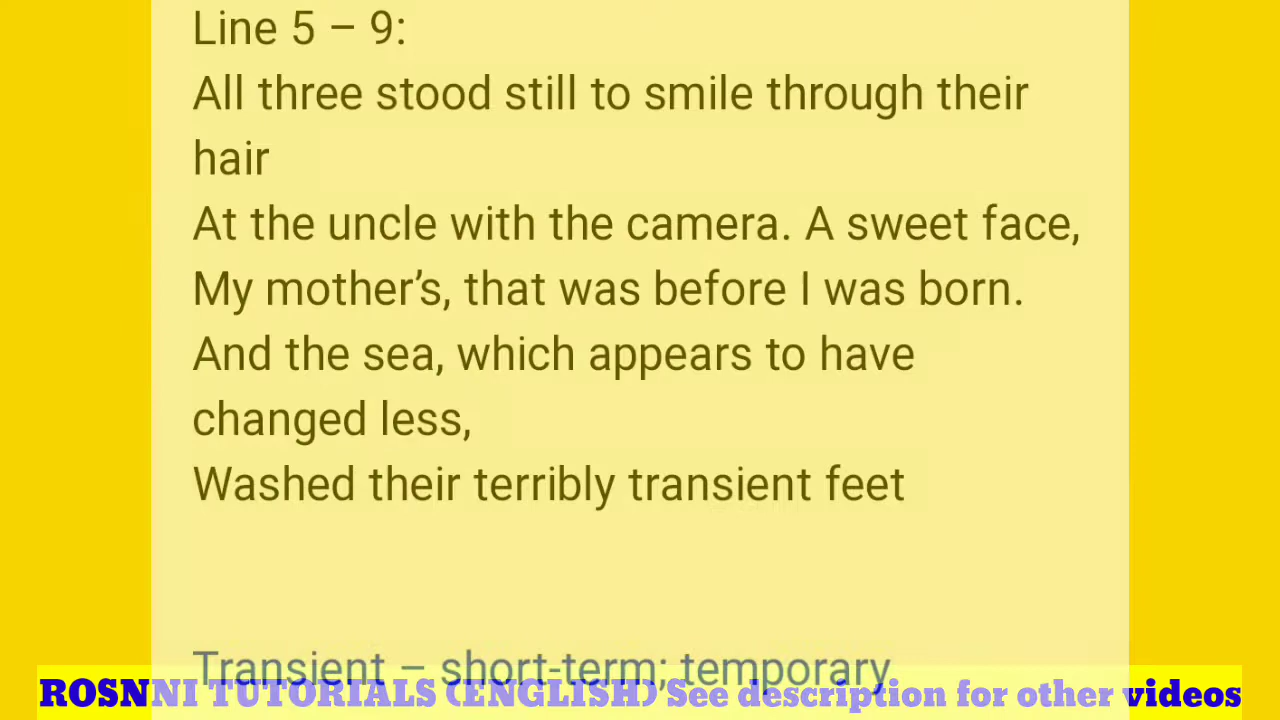 Line 5 – 9:
All three stood still to smile through their
hair
At the uncle with the camera. A sweet face,
My mother’s, that was before I was born.
And the sea, which appears to have
changed less,
Washed their terribly transient feet
Transient – short-term; temporary
ROSNNI TUTORIALS (ENGLISH) See description for other videos